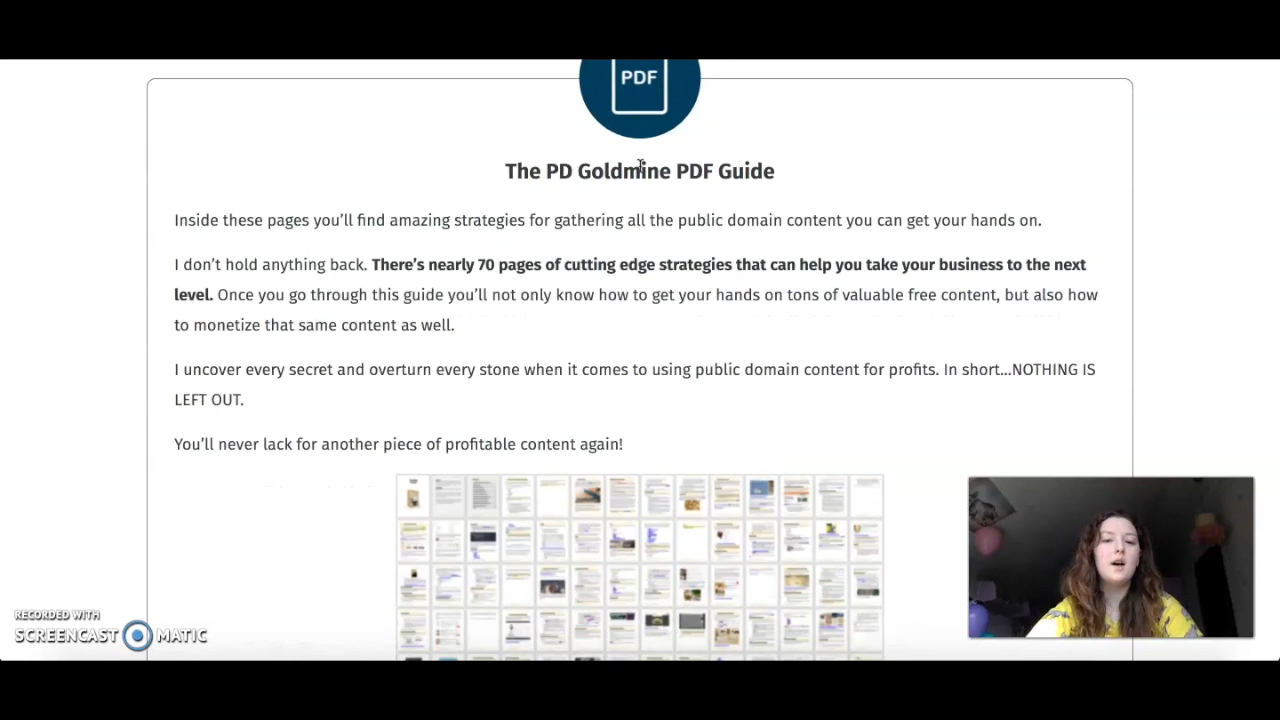 PDF
The PD Goldmine PDF Guide
Inside these pages you'll find amazing strategies for gathering all the public domain content you can get your hands on.
I don't hold anything back. There's nearly 70 pages of cutting edge strategies that can help you take your business to the next
level. Once you go through this guide you'll not only know how to get your hands on tons of valuable free content, but also how
to monetize that same content as well.
I uncover every secret and overturn every stone when it comes to using public domain content for profits. In short...NOTHING IS
LEFT OUT.
You'll never lack for another piece of profitable content again!
RECORDED WITH
SCREENCAST MATIC